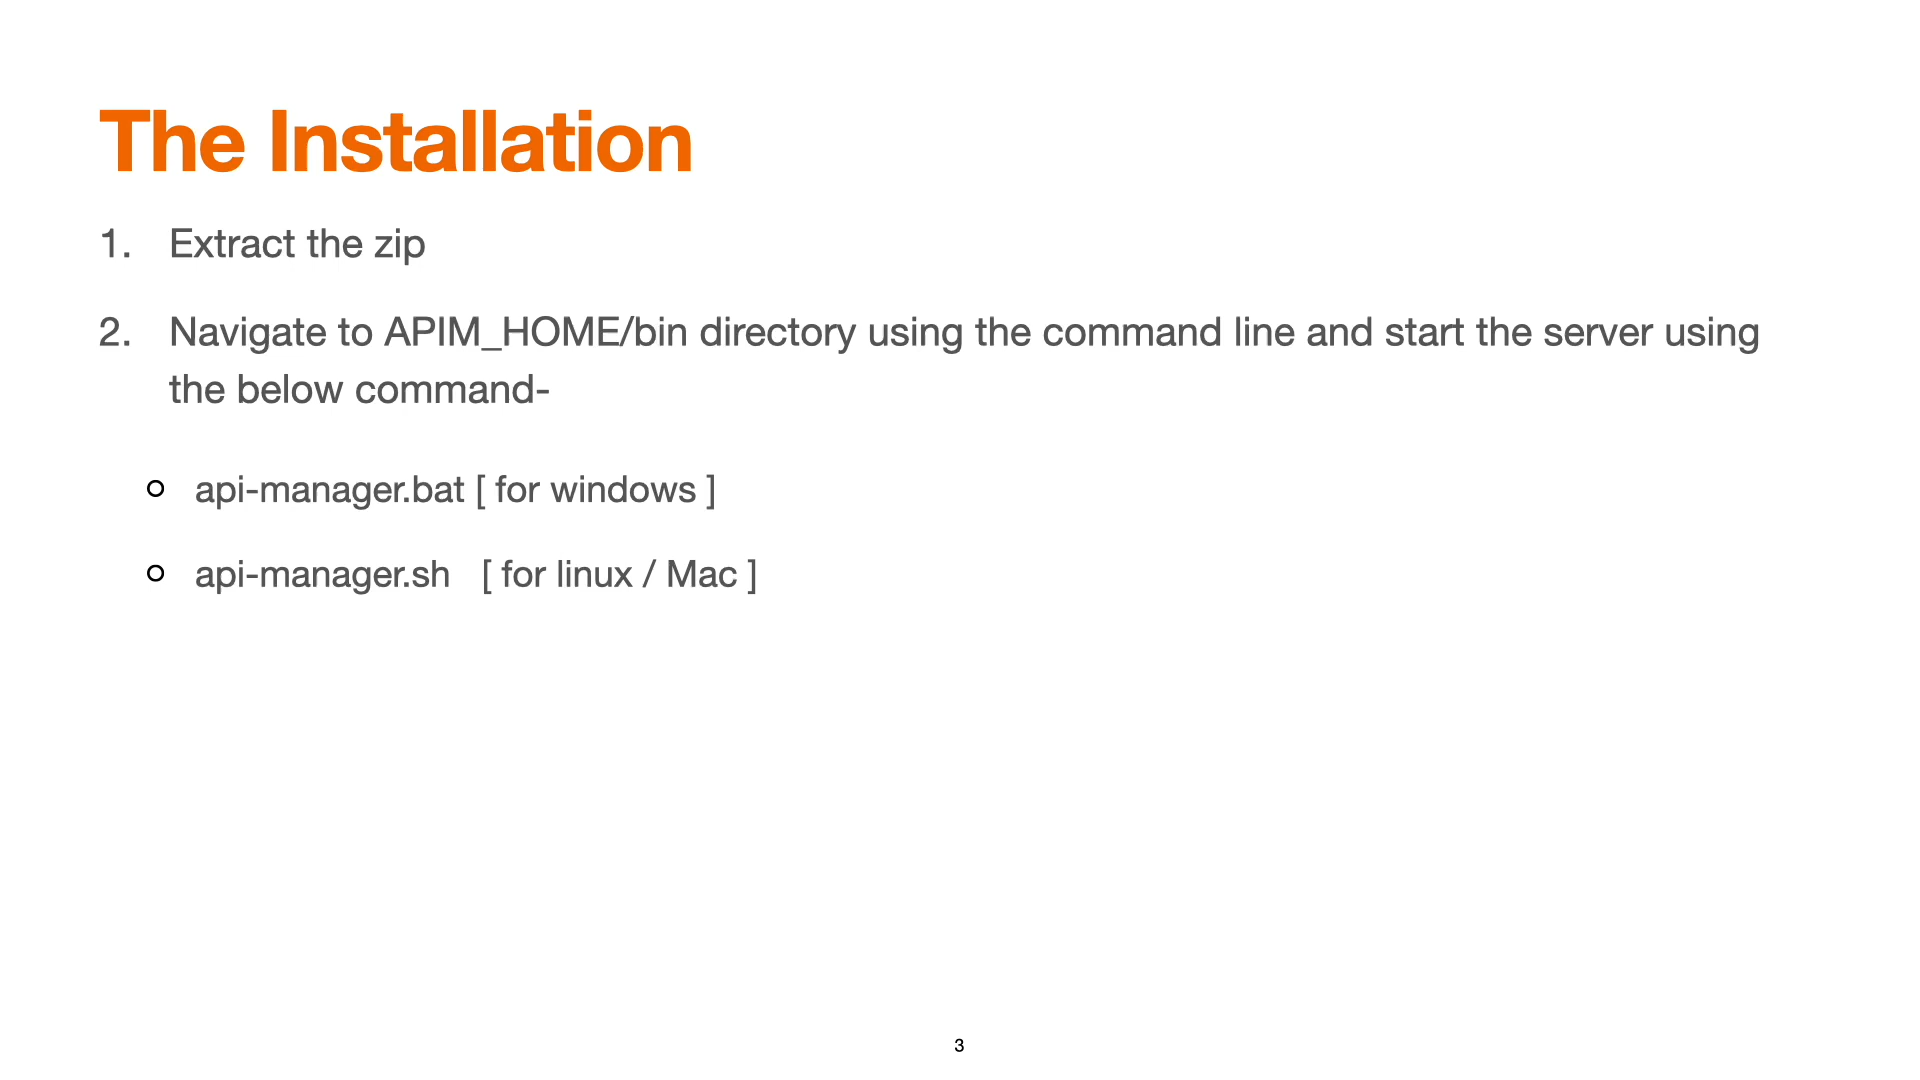 The Installation
1. Extract the zip
2. Navigate to APIM_HOME/bin directory using the command line and start the server using
the below command-
api-manager.bat [ for windows ]
api-manager.sh [ for linux / Mac ]
3